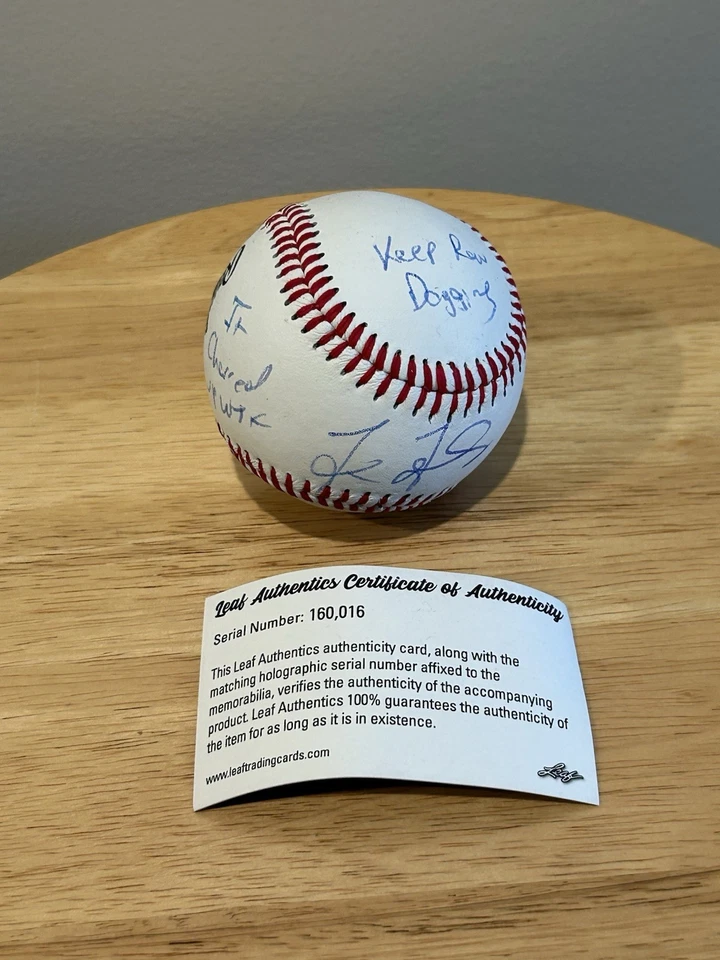 Keep Raw
Dogging
Leaf Authentics Certificate of Authenticity
Serial Number: 160,016
This Leaf Authentics authenticity card, along with the
matching holographic serial number affixed to the
memorabilia, verifies the authenticity of the accompanying
product. Leaf Authentics 100% guarantees the authenticity of
the item for as long as it is in existence.
www.leaftradingcards.com
Leaf